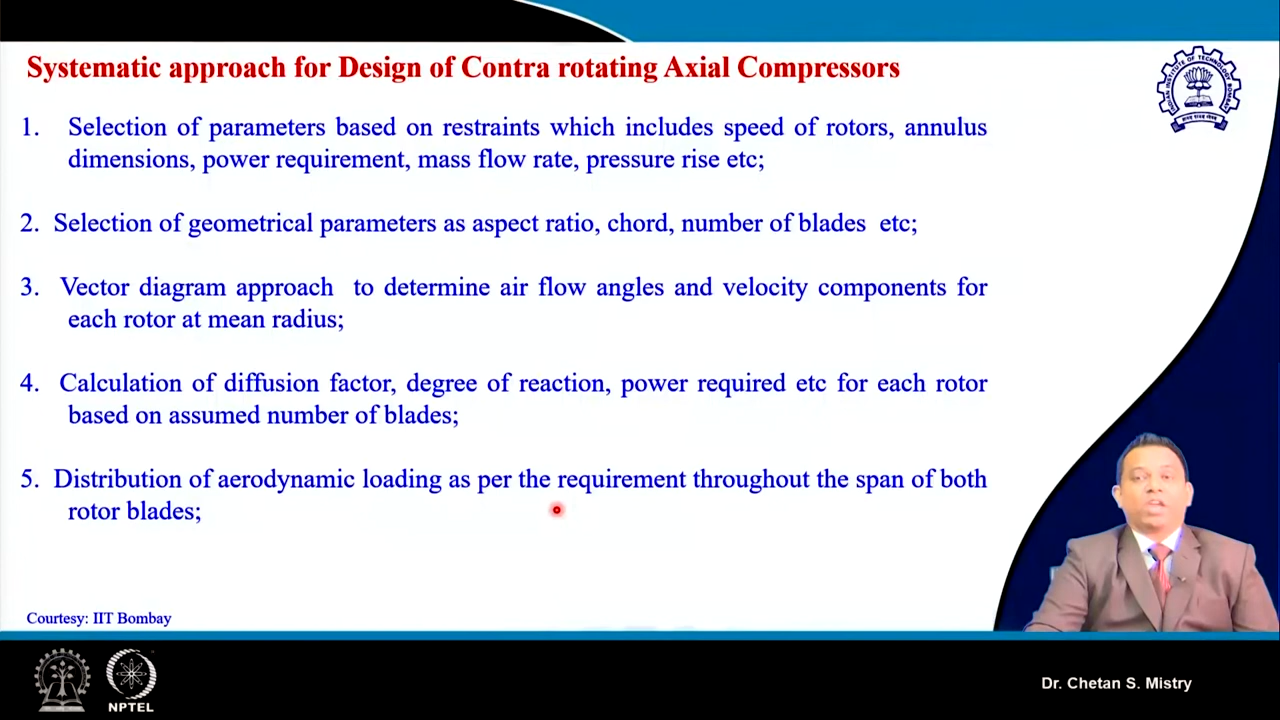 Systematic approach for Design of Contra rotating Axial Compressors
1. Selection of parameters based on restraints which includes speed of rotors, annulus
dimensions, power requirement, mass flow rate, pressure rise etc;
2. Selection of geometrical parameters as aspect ratio, chord, number of blades etc;
3. Vector diagram approach to determine air flow angles and velocity components for
each rotor at mean radius;
4. Calculation of diffusion factor, degree of reaction, power required etc for each rotor
based on assumed number of blades;
5. Distribution of aerodynamic loading as per the requirement throughout the span of both
rotor blades;
Courtesy: IIT Bombay
NPTEL
Dr. Chetan S. Mistry